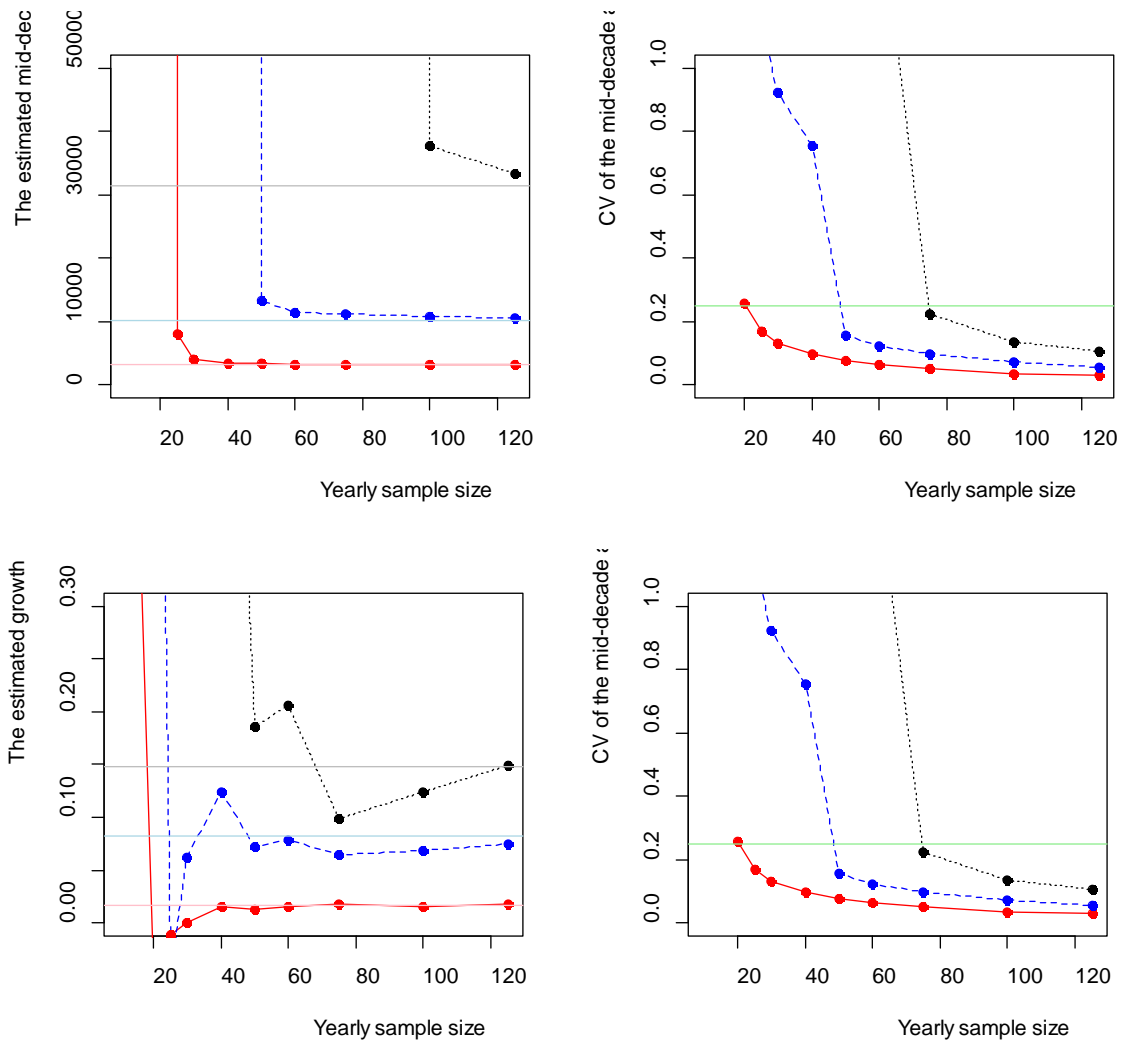 The estimated mid-dec
0 10000 30000 50000
20 40 60 80 100 120
Yearly sample size
CV of the mid-decade
0.0 0.2 0.4 0.6 0.8 1.0
20 40 60 80 100 120
Yearly sample size
The estimated growth
0.00 0.10 0.20 0.30
20 40 60 80 100 120
Yearly sample size
CV of the mid-decade
0.0 0.2 0.4 0.6 0.8 1.0
20 40 60 80 100 120
Yearly sample size